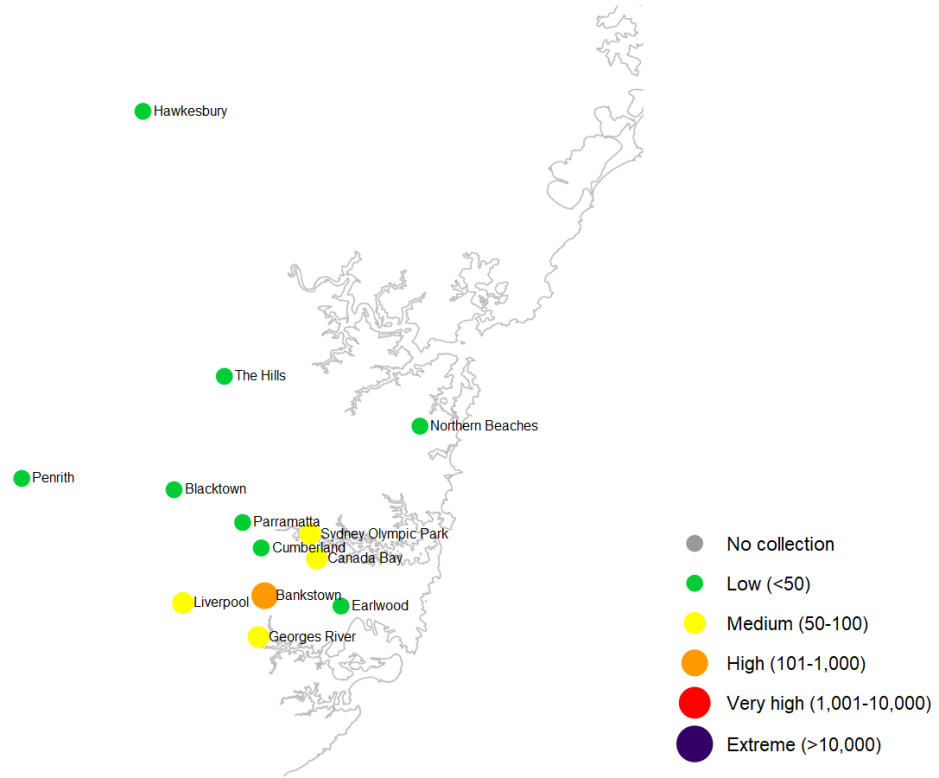 Hawkesbury
The Hills
Northern Beaches
Penrith
Blacktown
Parramatta
Sydney Olympic Park
Cumberland
Canada Bay
Bankstown
Liverpool
Earlwood
Georges River
No collection
Low (<50)
Medium (50-100)
High (101-1,000)
Very high (1,001-10,000)
Extreme (>10,000)